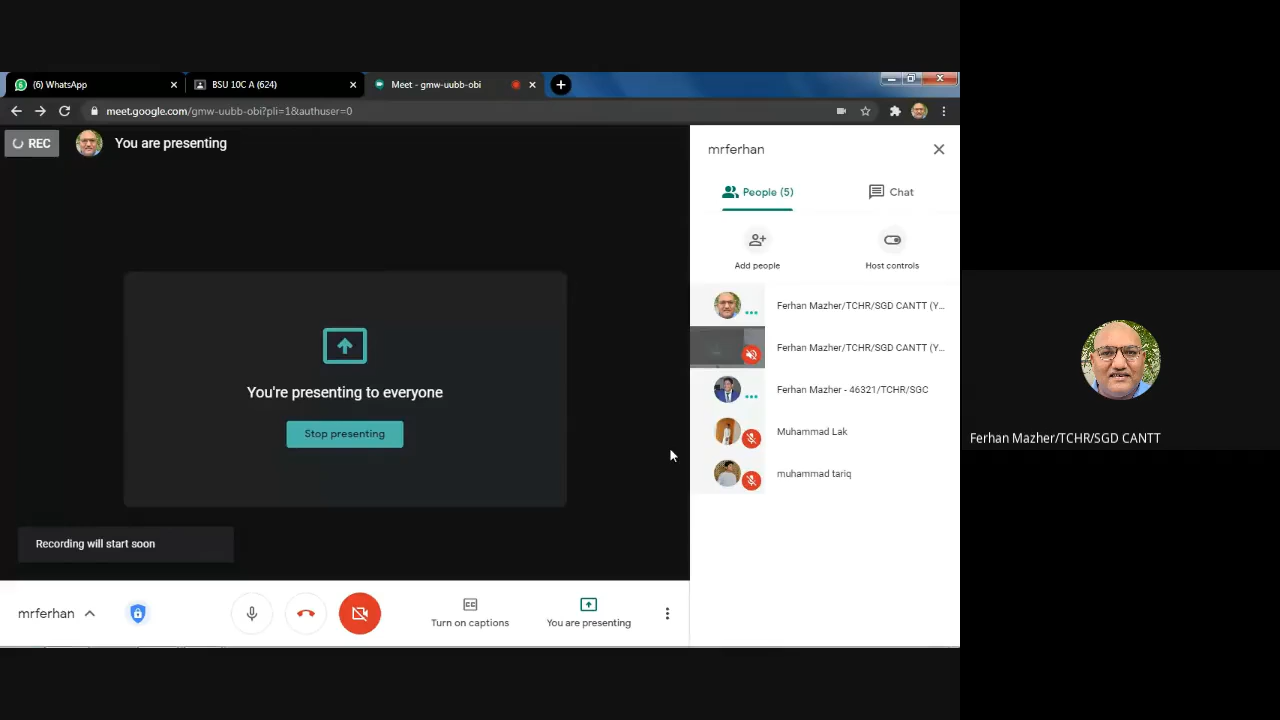 (6) WhatsApp
BSU 10C A (624)
Meet - gmw-uubb-obi
meet.google.com/gmw-uubb-obi?pli=1&authuser=0
REC
You are presenting
mrferhan
People (5)
Chat
Add people
Host controls
Ferhan Mazher/TCHR/SGD CANTT (Y...
Ferhan Mazher/TCHR/SGD CANTT (Y...
Ferhan Mazher - 46321/TCHR/SGC
Muhammad Lak
muhammad tariq
You're presenting to everyone
Stop presenting
Recording will start soon
mrferhan
Turn on captions
You are presenting
Ferhan Mazher/TCHR/SGD CANTT